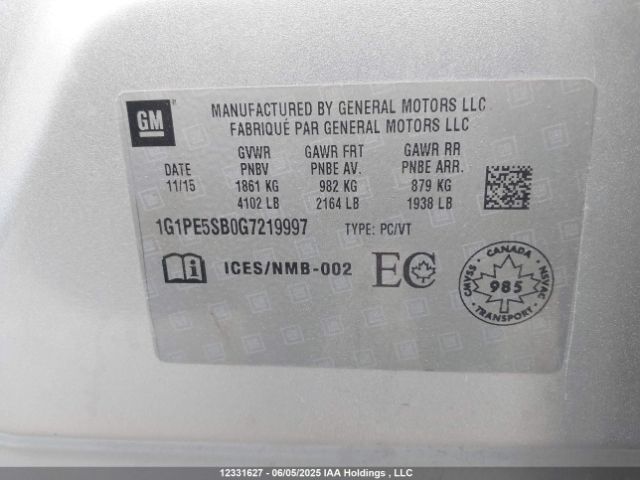 GM
MANUFACTURED BY GENERAL MOTORS LLC
FABRIQUÉ PAR GENERAL MOTORS LLC
DATE
11/15
GVWR
PNBV
1861 KG
4102 LB
GAWR FRT
PNBE AV.
982 KG
2164 LB
GAWR RR
PNBE ARR.
879 KG
1938 LB
1G1PE5SB0G7219997 TYPE: PC/VT
ICES/NMB-002 EC
CANADA
CMVSS 985 NSVAC
TRANSPORT
12331627 - 06/05/2025 IAA Holdings , LLC